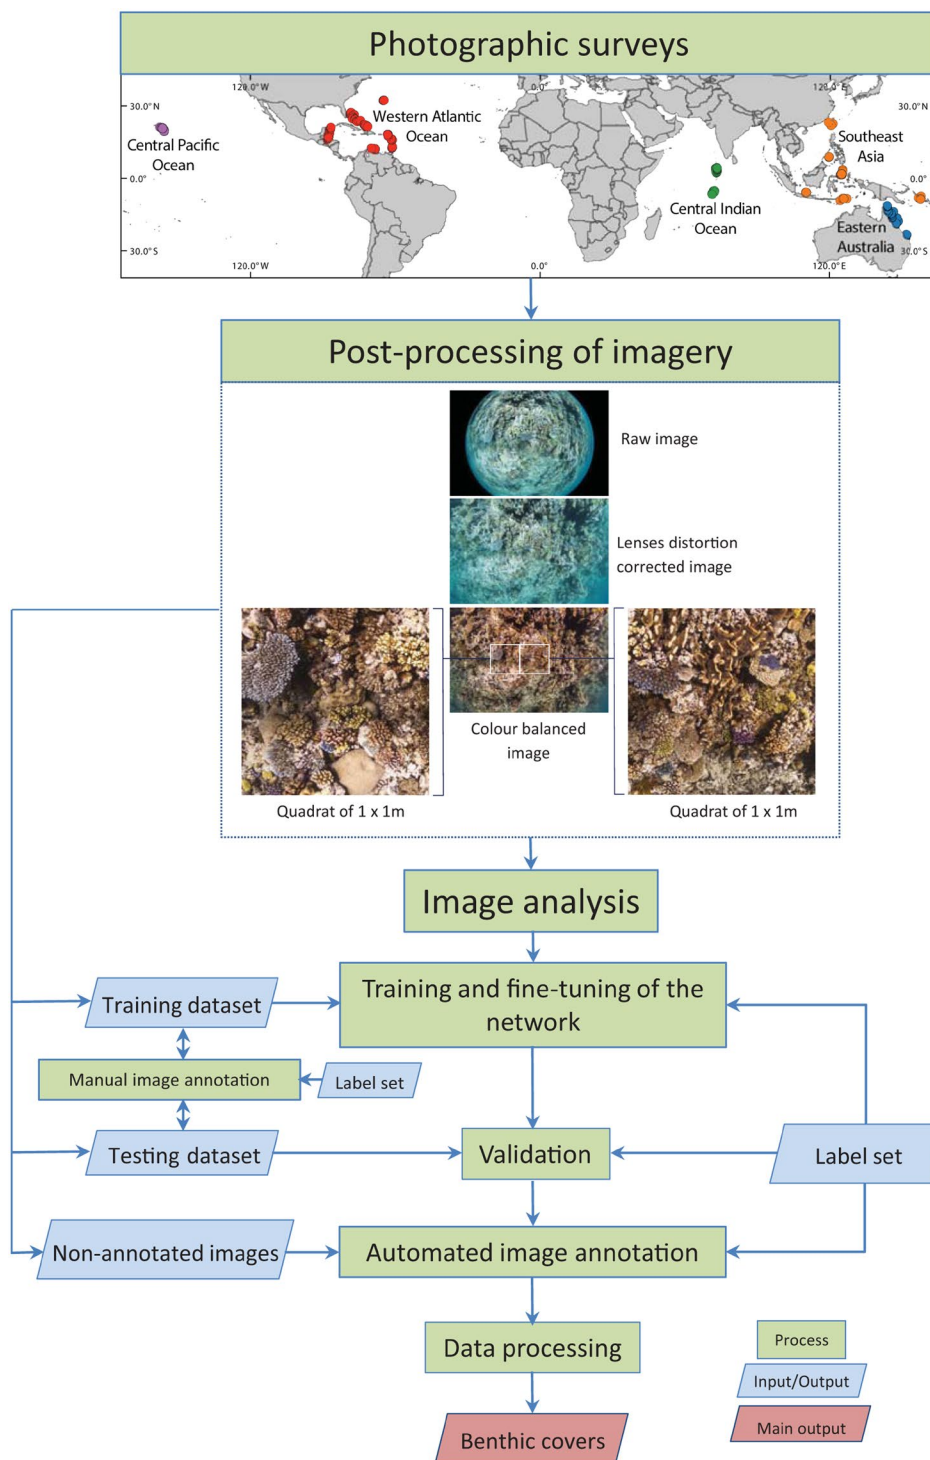 Photographic surveys
120.0°W
0.0°
120.0°E
30.0°N
30.0°N
Western Atlantic
Ocean
Central Pacific
Ocean
Southeast
Asia
0.0°
0.0°
Central Indian
Ocean
Eastern
Australia
30.0°S
30.0°S
120.0°W
0.0°
120.0°E
Post-processing of imagery
Raw image
Lenses distortion
corrected image
Colour balanced
image
Quadrat of 1 x 1m
Quadrat of 1 x 1m
Image analysis
Training dataset
Training and fine-tuning of the
network
Manual image annotation
Label set
Testing dataset
Validation
Label set
Non-annotated images
Automated image annotation
Data processing
Process
Input/Output
Main output
Benthic covers